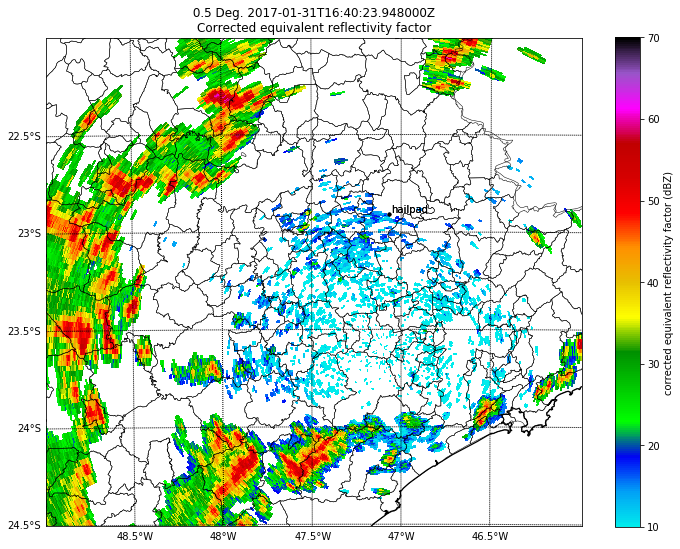 0.5 Deg. 2017-01-31T16:40:23.948000Z
Corrected equivalent reflectivity factor
22.5°S
23°S
23.5°S
24°S
24.5°S
48.5°W
48°W
47.5°W
47°W
46.5°W
hailpad
70
60
50
40
30
20
10
corrected equivalent reflectivity factor (dBZ)